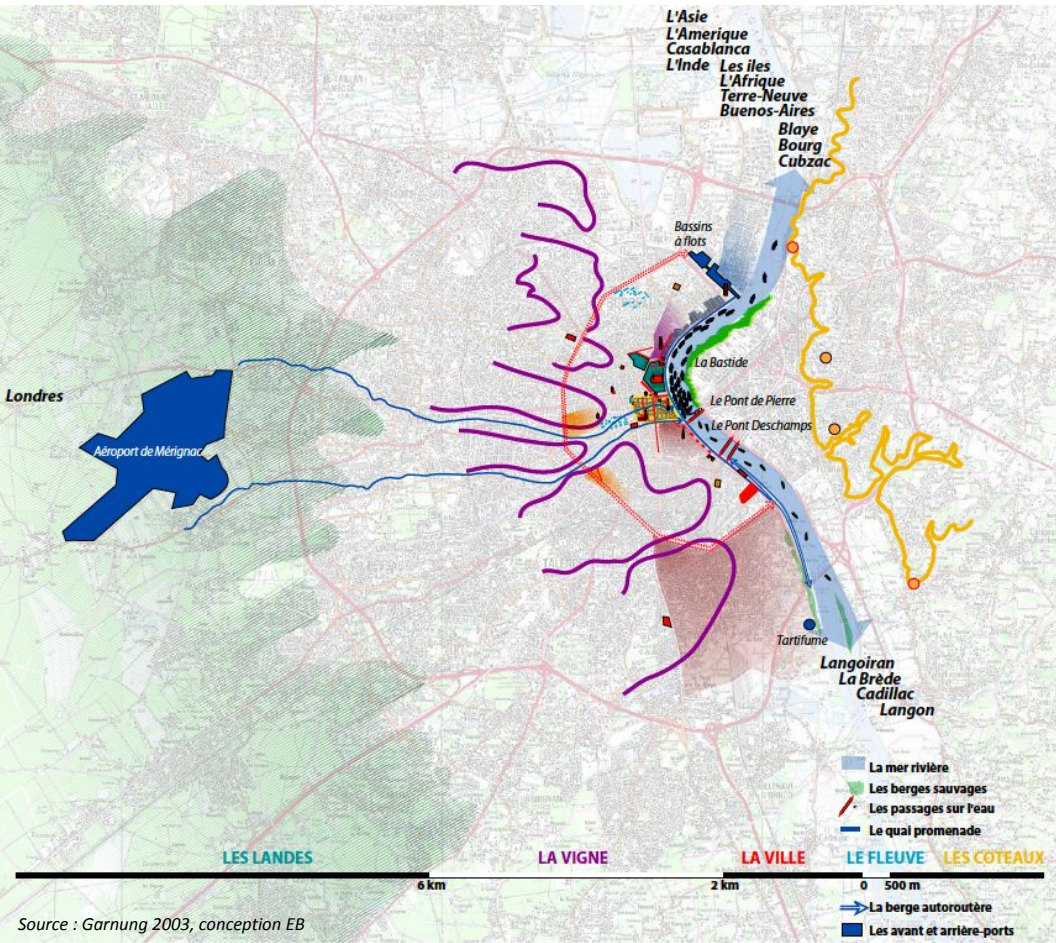 L'Asie
L'Amerique
Casablanca
L'Inde
Les iles
L'Afrique
Terre-Neuve
Buenos-Aires
Blaye
Bourg
Cubzac
Bassins
à flots
La Bastide
Londres
Le Pont de Pierre
Le Pont Deschamps
Aéroport de Mérignac
Tartifume
Langoiran
La Brède
Cadillac
Langon
La mer rivière
Les berges sauvages
Les passages sur l'eau
Le quai promenade
LES LANDES LA VIGNE LA VILLE LE FLEUVE LES COTEAUX
6 km 2 km 0 500 m
La berge autoroutère
Les avant et arrière-ports
Source : Garnung 2003, conception EB